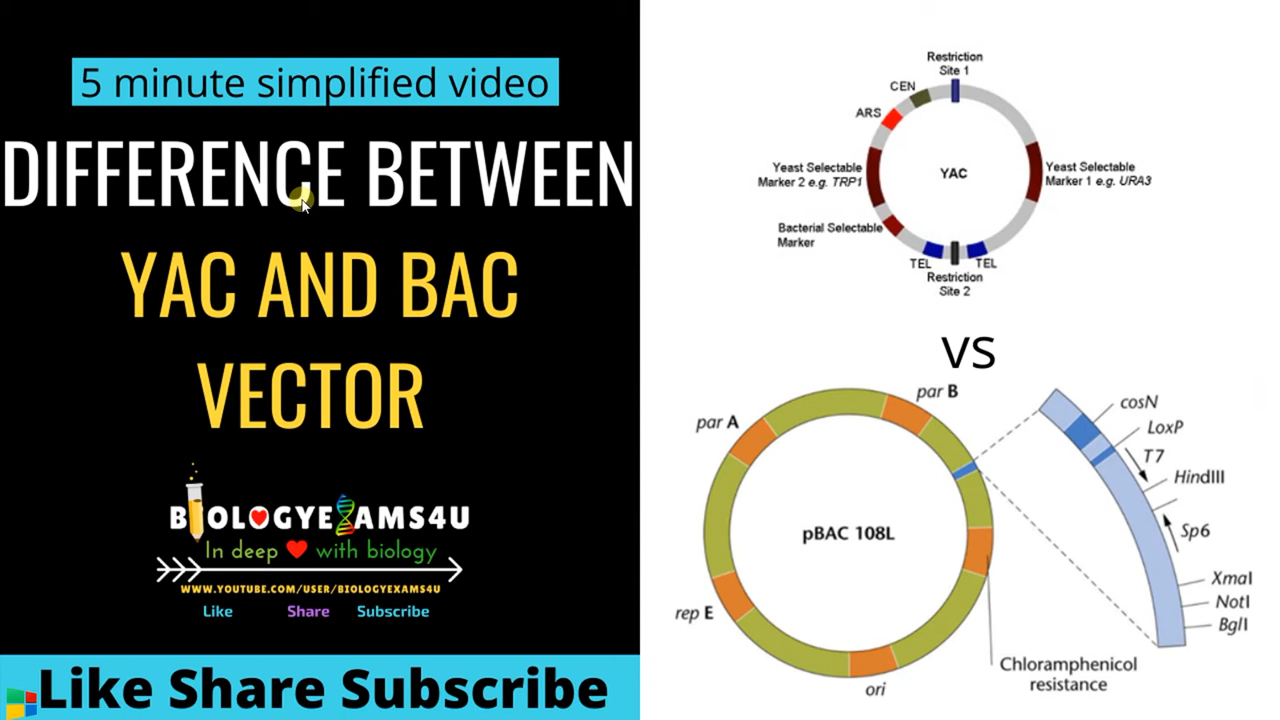 5 minute simplified video
DIFFERENCE BETWEEN
YAC AND BAC
VECTOR
BIOLOGYEXAMS4U
In deep with biology
WWW.YOUTUBE.COM/USER/BIOLOGYEXAMS4U
Like Share Subscribe
Like Share Subscribe
Restriction
Site 1
CEN
ARS
Yeast Selectable
Marker 2 e.g. TRP1
YAC
Yeast Selectable
Marker 1 e.g. URA3
Bacterial Selectable
Marker
TEL
TEL
Restriction
Site 2
VS
par A
par B
pBAC 108L
rep E
ori
Chloramphenicol
resistance
cosN
LoxP
T7
HindIII
Sp6
XmaI
NotI
BglI